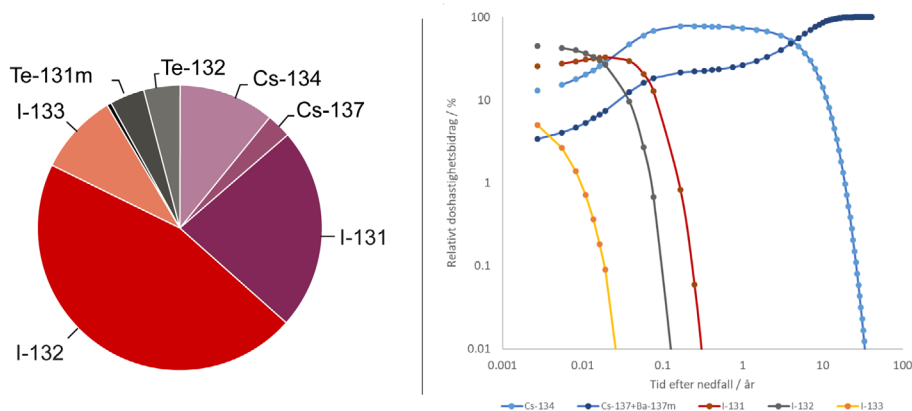 Te-131m
Te-132
Cs-134
I-133
Cs-137
I-131
I-132
Relativt doshastighetsbidrag / %
100
10
1
0.1
0.01
0.001
0.01
0.1
1
10
100
Tid efter nedfall / år
Cs-134
Cs-137+Ba-137m
I-131
I-132
I-133